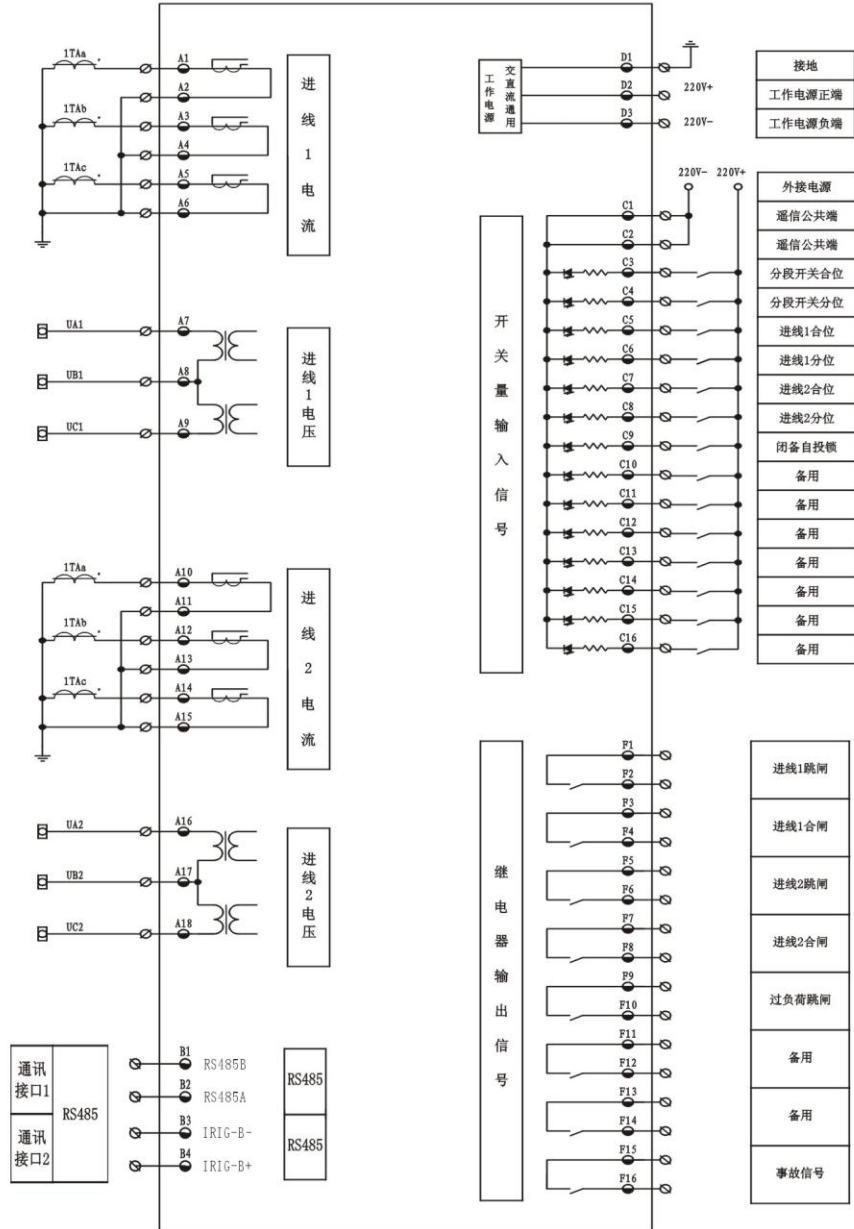 1TAa
A1
A2
1TAb
A3
A4
1TAc
A5
A6
进线1电流
UA1
A7
UB1
A8
UC1
A9
进线1电压
1TAa
A10
A11
1TAb
A12
A13
1TAc
A14
A15
进线2电流
UA2
A16
UB2
A17
UC2
A18
进线2电压
通讯
接口1
通讯
接口2
RS485
B1
RS485B
B2
RS485A
B3
IRIG-B-
B4
IRIG-B+
RS485
RS485
工作电源
交直流通用
D1
接地
D2
220V+
工作电源正端
D3
220V-
工作电源负端
220V-
220V+
外接电源
开关量输入信号
C1
遥信公共端
C2
遥信公共端
C3
分段开关合位
C4
分段开关分位
C5
进线1合位
C6
进线1分位
C7
进线2合位
C8
进线2分位
C9
闭备自投锁
C10
备用
C11
备用
C12
备用
C13
备用
C14
备用
C15
备用
C16
备用
继电器输出信号
F1
F2
进线1跳闸
F3
F4
进线1合闸
F5
F6
进线2跳闸
F7
F8
进线2合闸
F9
F10
过负荷跳闸
F11
F12
备用
F13
F14
备用
F15
F16
事故信号